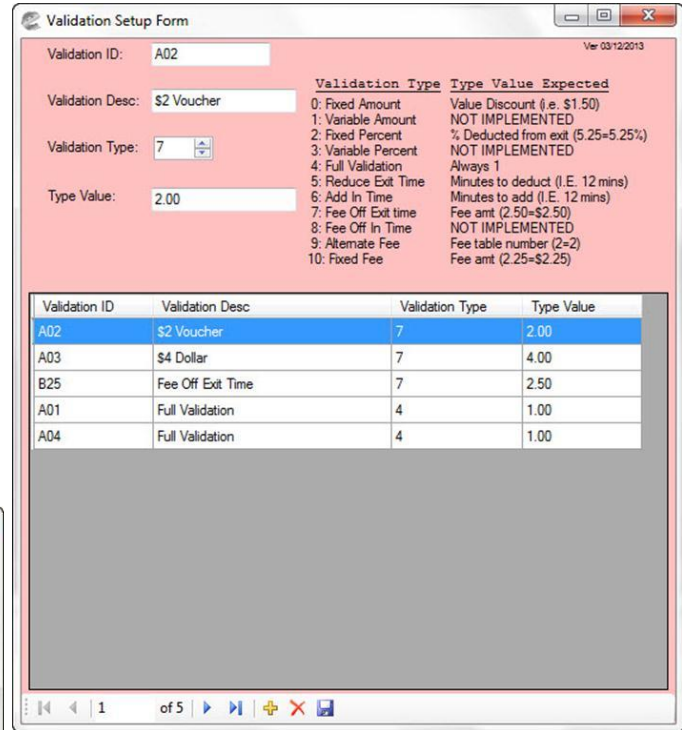 Validation Setup Form
Ver 03/12/2013
Validation ID: A02
Validation Desc: $2 Voucher
Validation Type: 7
Type Value: 2.00
Validation Type Type Value Expected
0: Fixed Amount Value Discount (i.e. $1.50)
1: Variable Amount NOT IMPLEMENTED
2: Fixed Percent % Deducted from exit (5.25=5.25%)
3: Variable Percent NOT IMPLEMENTED
4: Full Validation Always 1
5: Reduce Exit Time Minutes to deduct (I.E. 12 mins)
6: Add In Time Minutes to add (I.E. 12 mins)
7: Fee Off Exit time Fee amt (2.50=$2.50)
8: Fee Off In Time NOT IMPLEMENTED
9: Alternate Fee Fee table number (2=2)
10: Fixed Fee Fee amt (2.25=$2.25)
Validation ID Validation Desc Validation Type Type Value
A02 $2 Voucher 7 2.00
A03 $4 Dollar 7 4.00
B25 Fee Off Exit Time 7 2.50
A01 Full Validation 4 1.00
A04 Full Validation 4 1.00
1 of 5